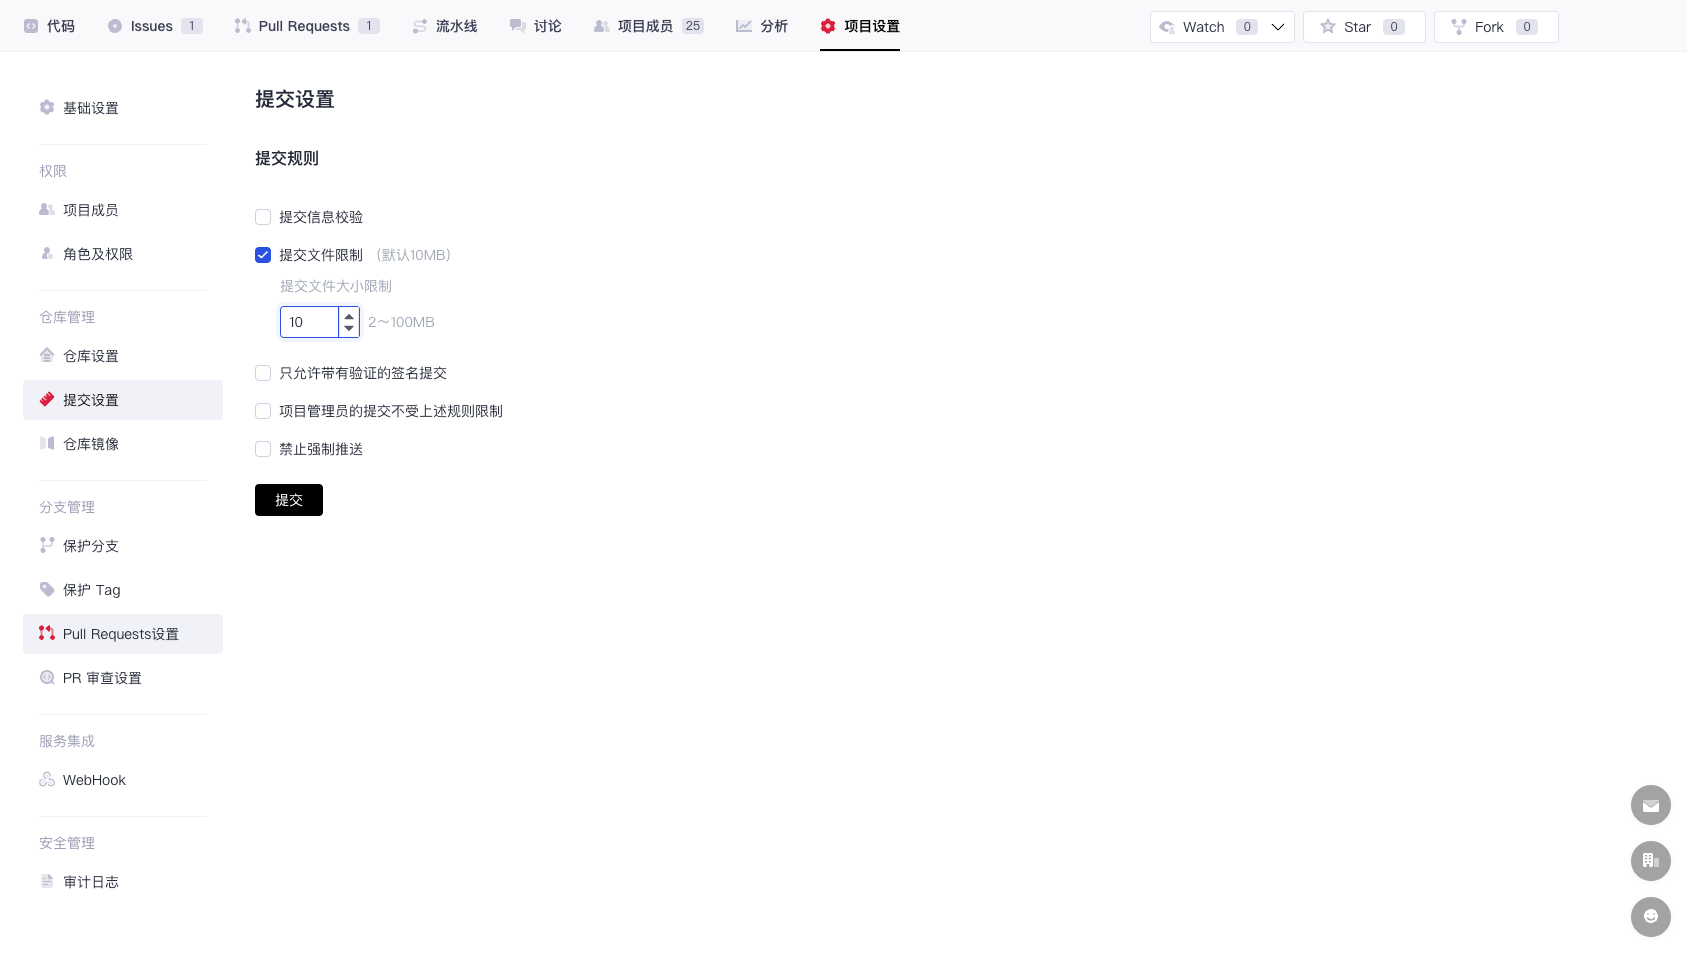 代码 Issues 1 Pull Requests 1 流水线 讨论 项目成员 25 分析 项目设置 Watch 0 Star 0 Fork 0
基础设置
权限
项目成员
角色及权限
仓库管理
仓库设置
提交设置
仓库镜像
分支管理
保护分支
保护 Tag
Pull Requests设置
PR 审查设置
服务集成
WebHook
安全管理
审计日志
提交设置
提交规则
提交信息校验
提交文件限制 (默认10MB)
提交文件大小限制
10 2～100MB
只允许带有验证的签名提交
项目管理员的提交不受上述规则限制
禁止强制推送
提交